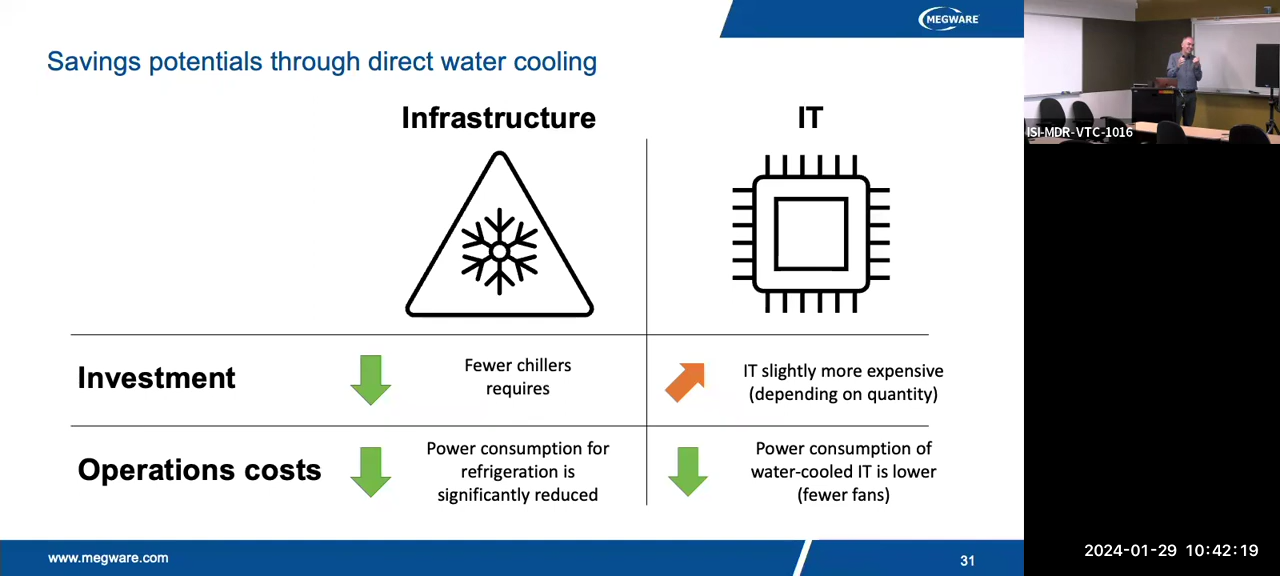 MEGWARE
Savings potentials through direct water cooling
Infrastructure
IT
Investment
Fewer chillers
requires
IT slightly more expensive
(depending on quantity)
Operations costs
Power consumption for
refrigeration is
significantly reduced
Power consumption of
water-cooled IT is lower
(fewer fans)
www.megware.com
31
ISI-MDR-VTC-1016
2024-01-29 10:42:19